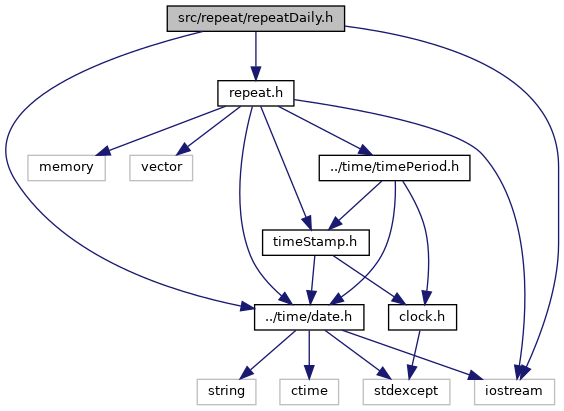 src/repeat/repeatDaily.h
repeat.h
memory
vector
../time/timePeriod.h
timeStamp.h
../time/date.h
clock.h
string
ctime
stdexcept
iostream